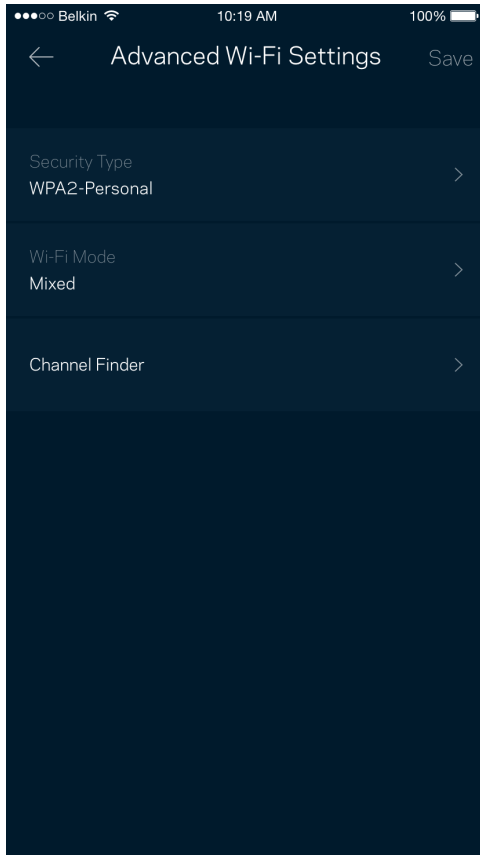 Belkin 10:19 AM 100%
Advanced Wi-Fi Settings Save
Security Type
WPA2-Personal
Wi-Fi Mode
Mixed
Channel Finder